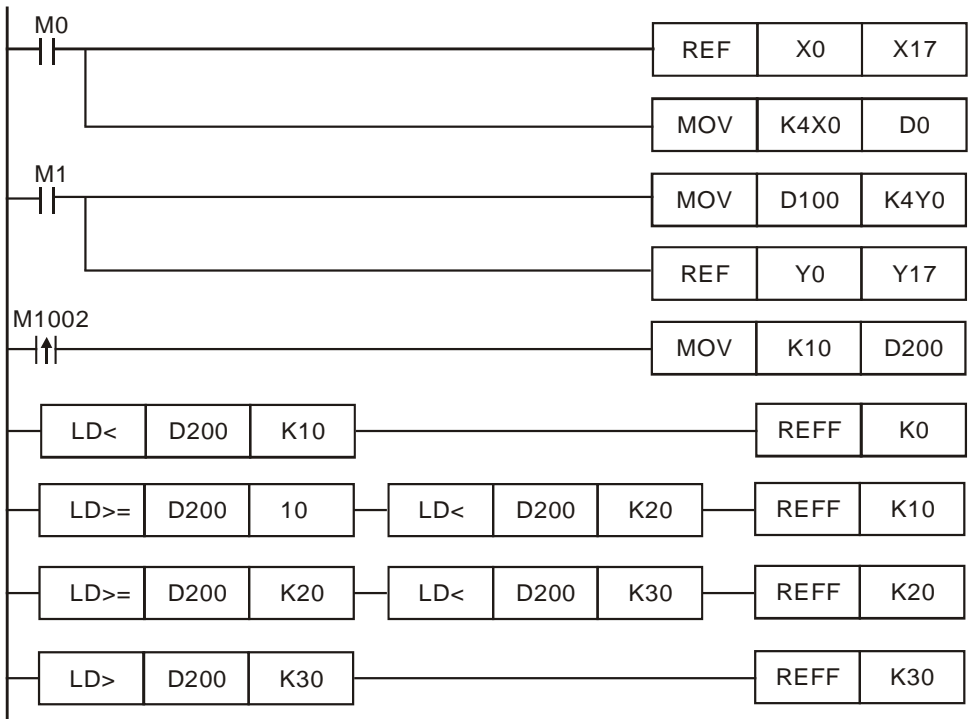 M0
REF X0 X17
MOV K4X0 D0
M1
MOV D100 K4Y0
REF Y0 Y17
M1002
MOV K10 D200
LD< D200 K10 REFF K0
LD>= D200 10 LD< D200 K20 REFF K10
LD>= D200 K20 LD< D200 K30 REFF K20
LD> D200 K30 REFF K30